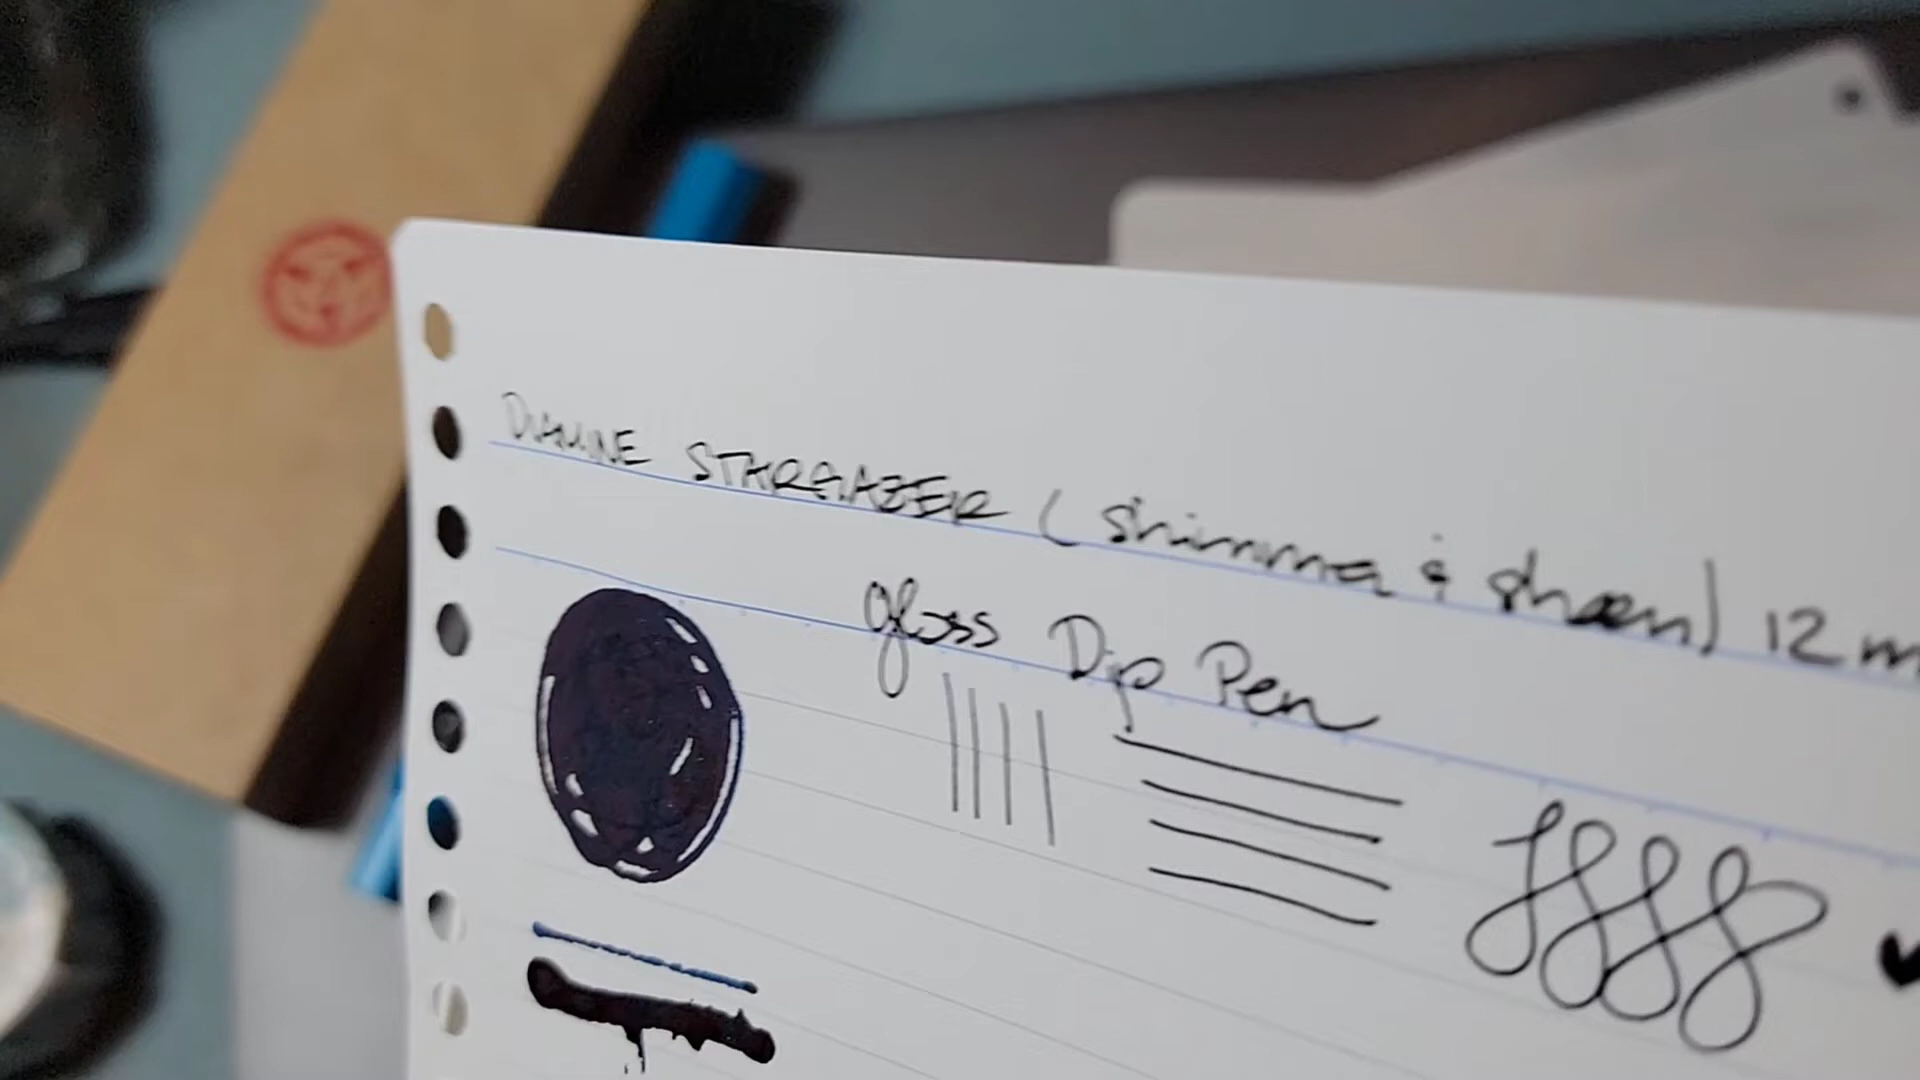 DIAMINE STARGAZER (shimmer & sheen) 12 m
glass Dip Pen